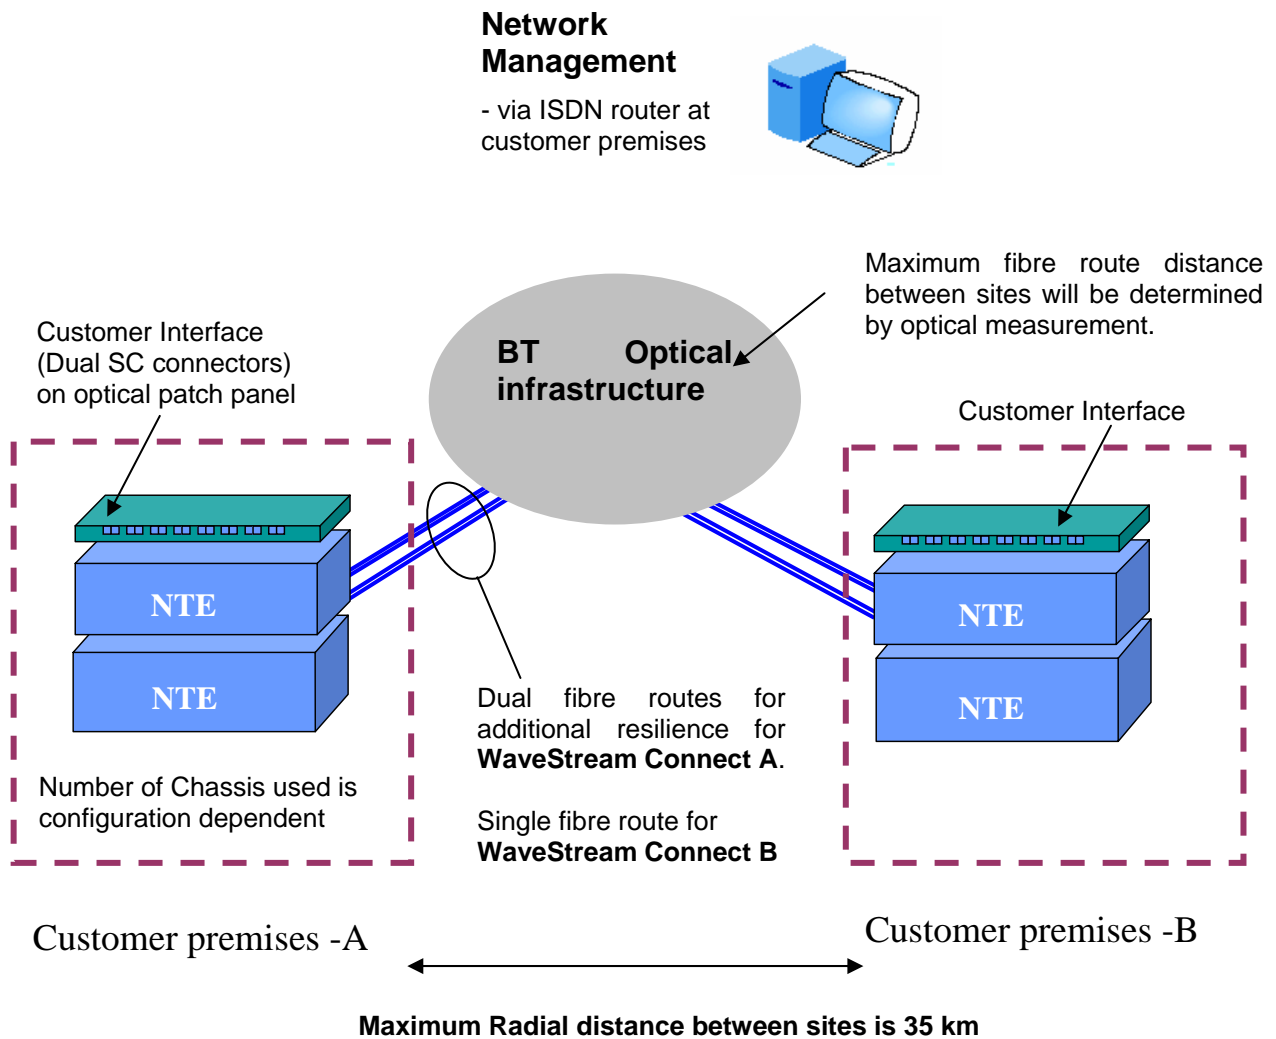 Network
Management
- via ISDN router at
customer premises
Maximum fibre route distance
between sites will be determined
by optical measurement.
Customer Interface
(Dual SC connectors)
on optical patch panel
BT Optical
infrastructure
Customer Interface
NTE
NTE
NTE
NTE
Dual fibre routes for
additional resilience for
WaveStream Connect A.
Single fibre route for
WaveStream Connect B
Number of Chassis used is
configuration dependent
Customer premises -A
Customer premises -B
Maximum Radial distance between sites is 35 km